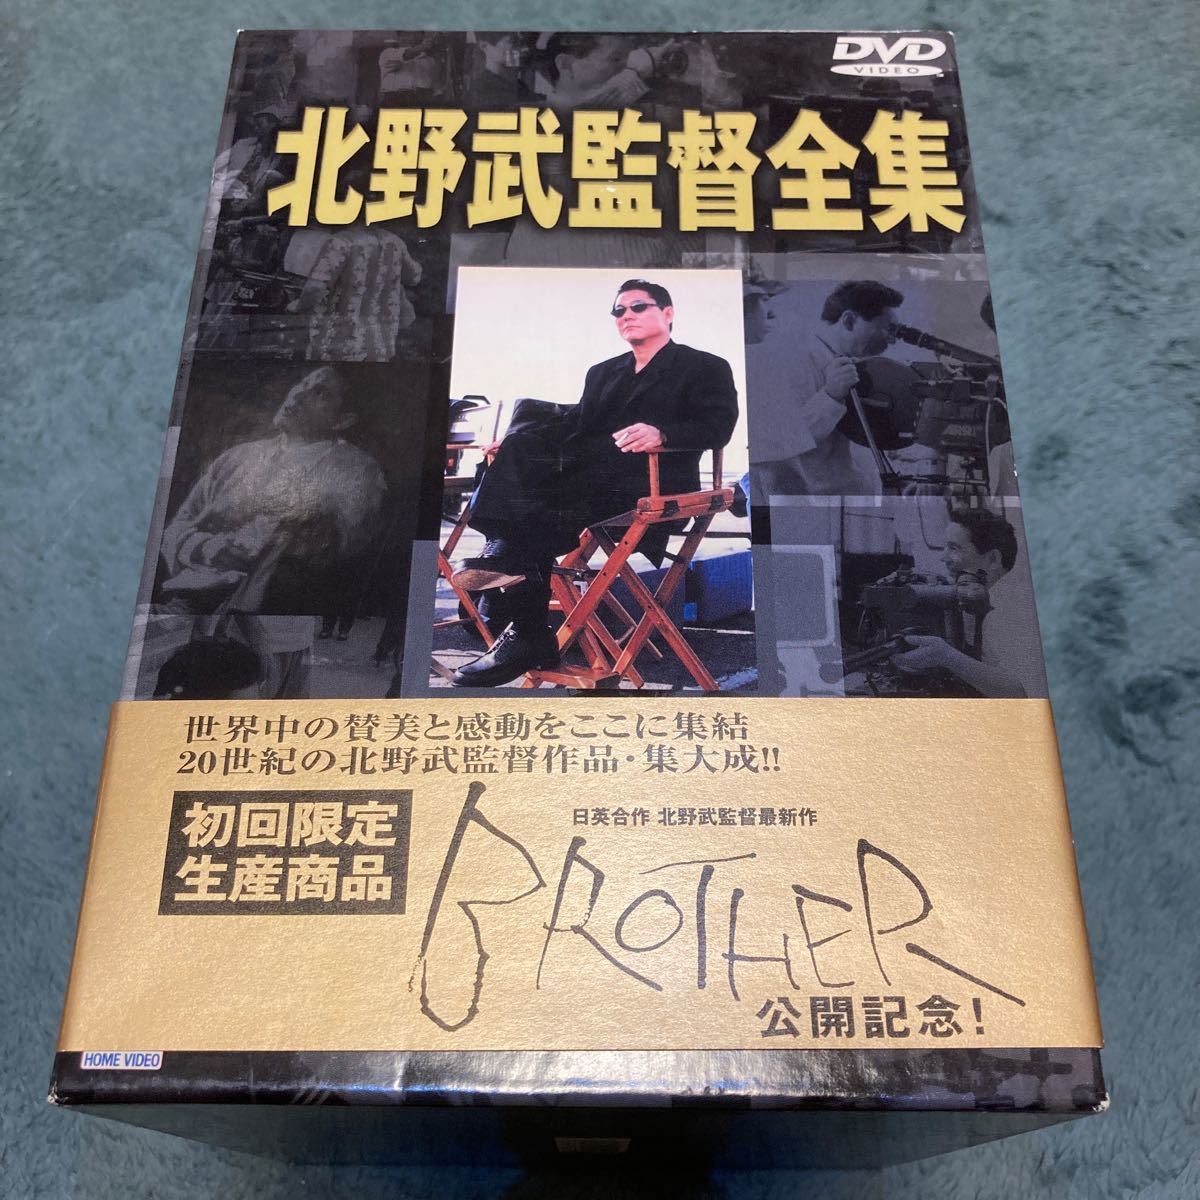 DVD
VIDEO
北野武監督全集
ARRI
世界中の賛美と感動をここに集結
20世紀の北野武監督作品・集大成!!
初回限定
生産商品
日英合作 北野武監督最新作
BROTHER
公開記念!
HOME VIDEO